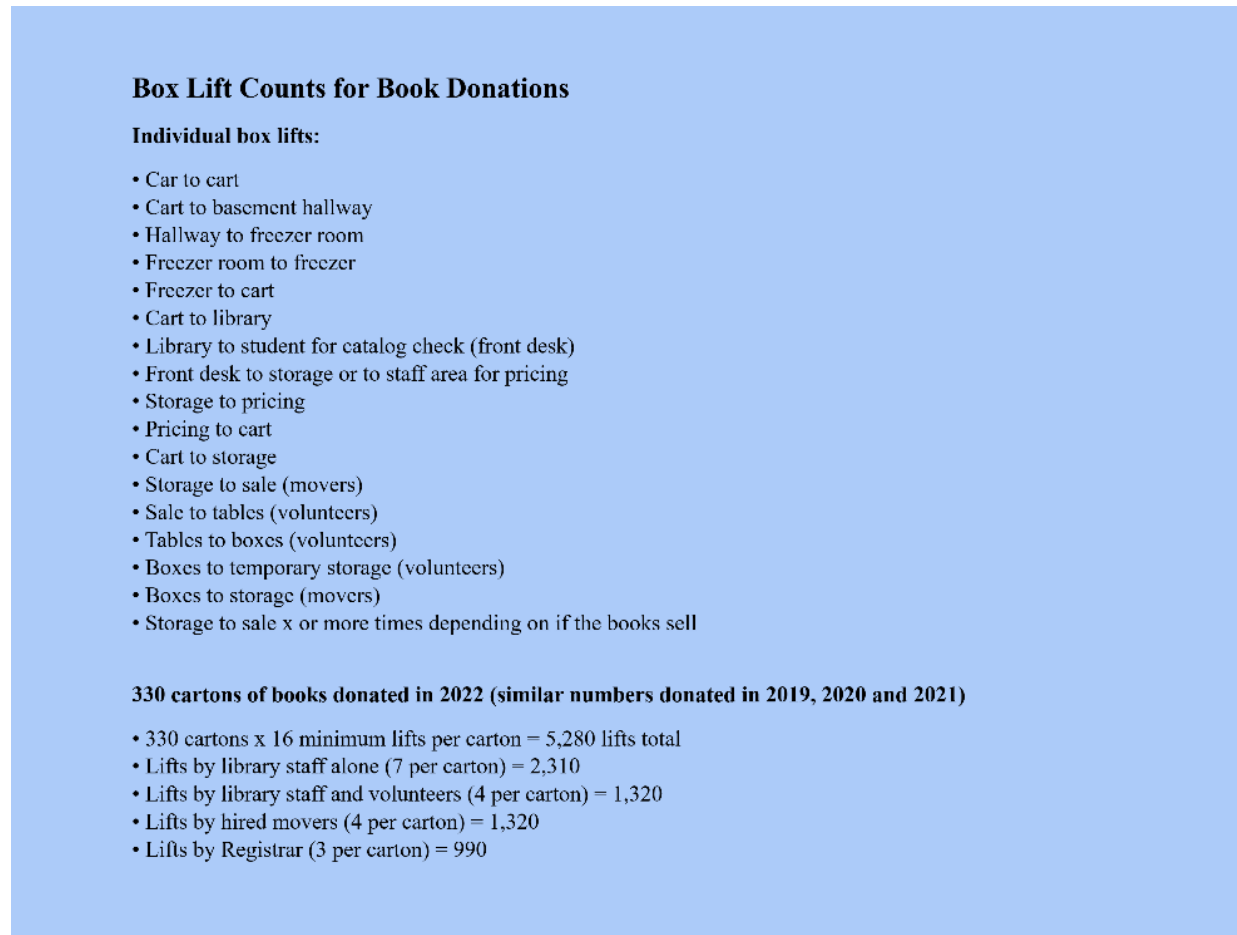 Box Lift Counts for Book Donations
Individual box lifts:
• Car to cart
• Cart to basement hallway
• Hallway to freezer room
• Freezer room to freezer
• Freezer to cart
• Cart to library
• Library to student for catalog check (front desk)
• Front desk to storage or to staff area for pricing
• Storage to pricing
• Pricing to cart
• Cart to storage
• Storage to sale (movers)
• Sale to tables (volunteers)
• Tables to boxes (volunteers)
• Boxes to temporary storage (volunteers)
• Boxes to storage (movers)
• Storage to sale x or more times depending on if the books sell
330 cartons of books donated in 2022 (similar numbers donated in 2019, 2020 and 2021)
• 330 cartons x 16 minimum lifts per carton = 5,280 lifts total
• Lifts by library staff alone (7 per carton) = 2,310
• Lifts by library staff and volunteers (4 per carton) = 1,320
• Lifts by hired movers (4 per carton) = 1,320
• Lifts by Registrar (3 per carton) = 990